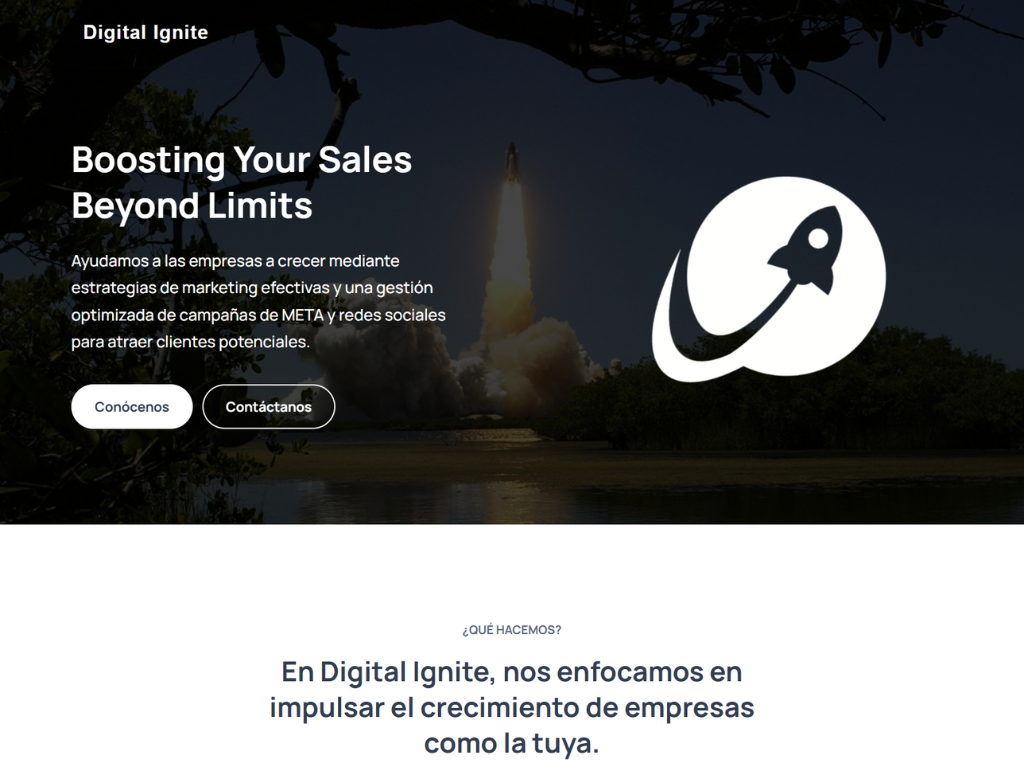 Digital Ignite
Boosting Your Sales
Beyond Limits
Ayudamos a las empresas a crecer mediante
estrategias de marketing efectivas y una gestión
optimizada de campañas de META y redes sociales
para atraer clientes potenciales.
Conócenos
Contáctanos
¿QUÉ HACEMOS?
En Digital Ignite, nos enfocamos en
impulsar el crecimiento de empresas
como la tuya.